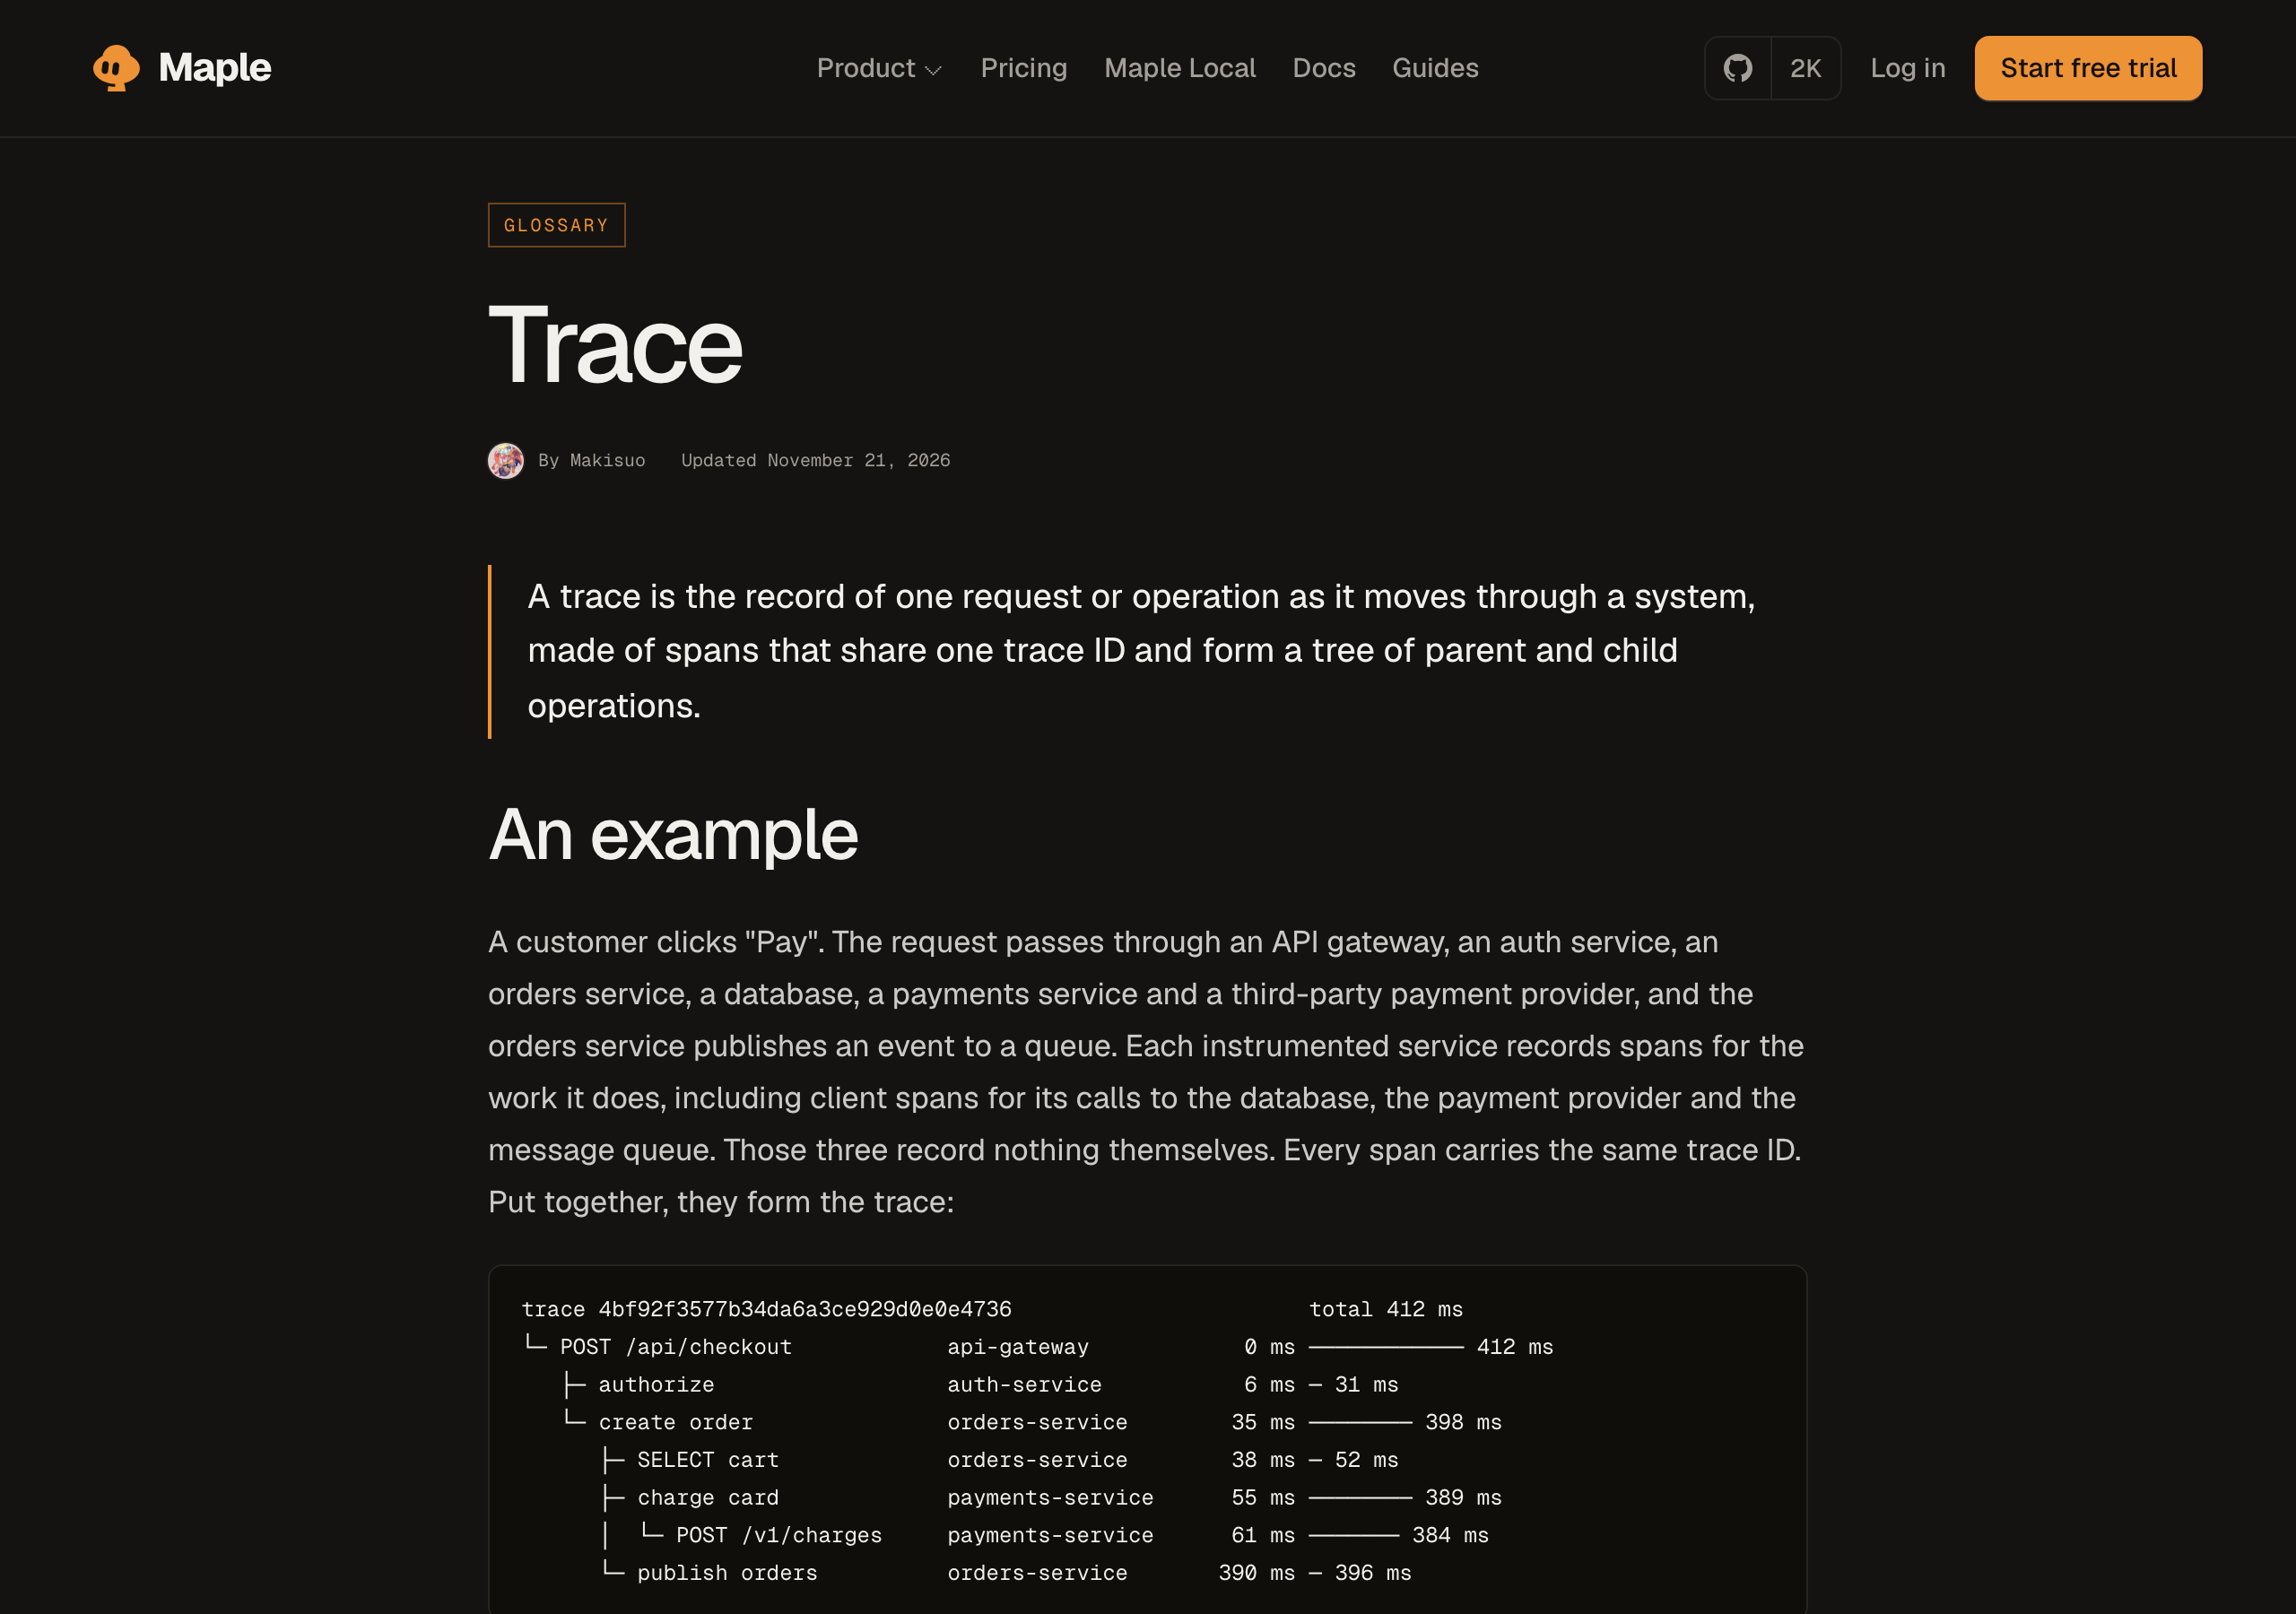 Maple
Product
Pricing
Maple Local
Docs
Guides
2K
Log in
Start free trial
GLOSSARY
Trace
By Makisuo Updated November 21, 2026
A trace is the record of one request or operation as it moves through a system,
made of spans that share one trace ID and form a tree of parent and child
operations.
An example
A customer clicks "Pay". The request passes through an API gateway, an auth service, an
orders service, a database, a payments service and a third-party payment provider, and the
orders service publishes an event to a queue. Each instrumented service records spans for the
work it does, including client spans for its calls to the database, the payment provider and the
message queue. Those three record nothing themselves. Every span carries the same trace ID.
Put together, they form the trace:
trace 4bf92f3577b34da6a3ce929d0e0e4736 total 412 ms
└─ POST /api/checkout api-gateway 0 ms ──────────── 412 ms
├─ authorize auth-service 6 ms ─ 31 ms
└─ create order orders-service 35 ms ──────── 398 ms
├─ SELECT cart orders-service 38 ms ─ 52 ms
├─ charge card payments-service 55 ms ──────── 389 ms
│ └─ POST /v1/charges payments-service 61 ms ─────── 384 ms
└─ publish orders orders-service 390 ms ─ 396 ms